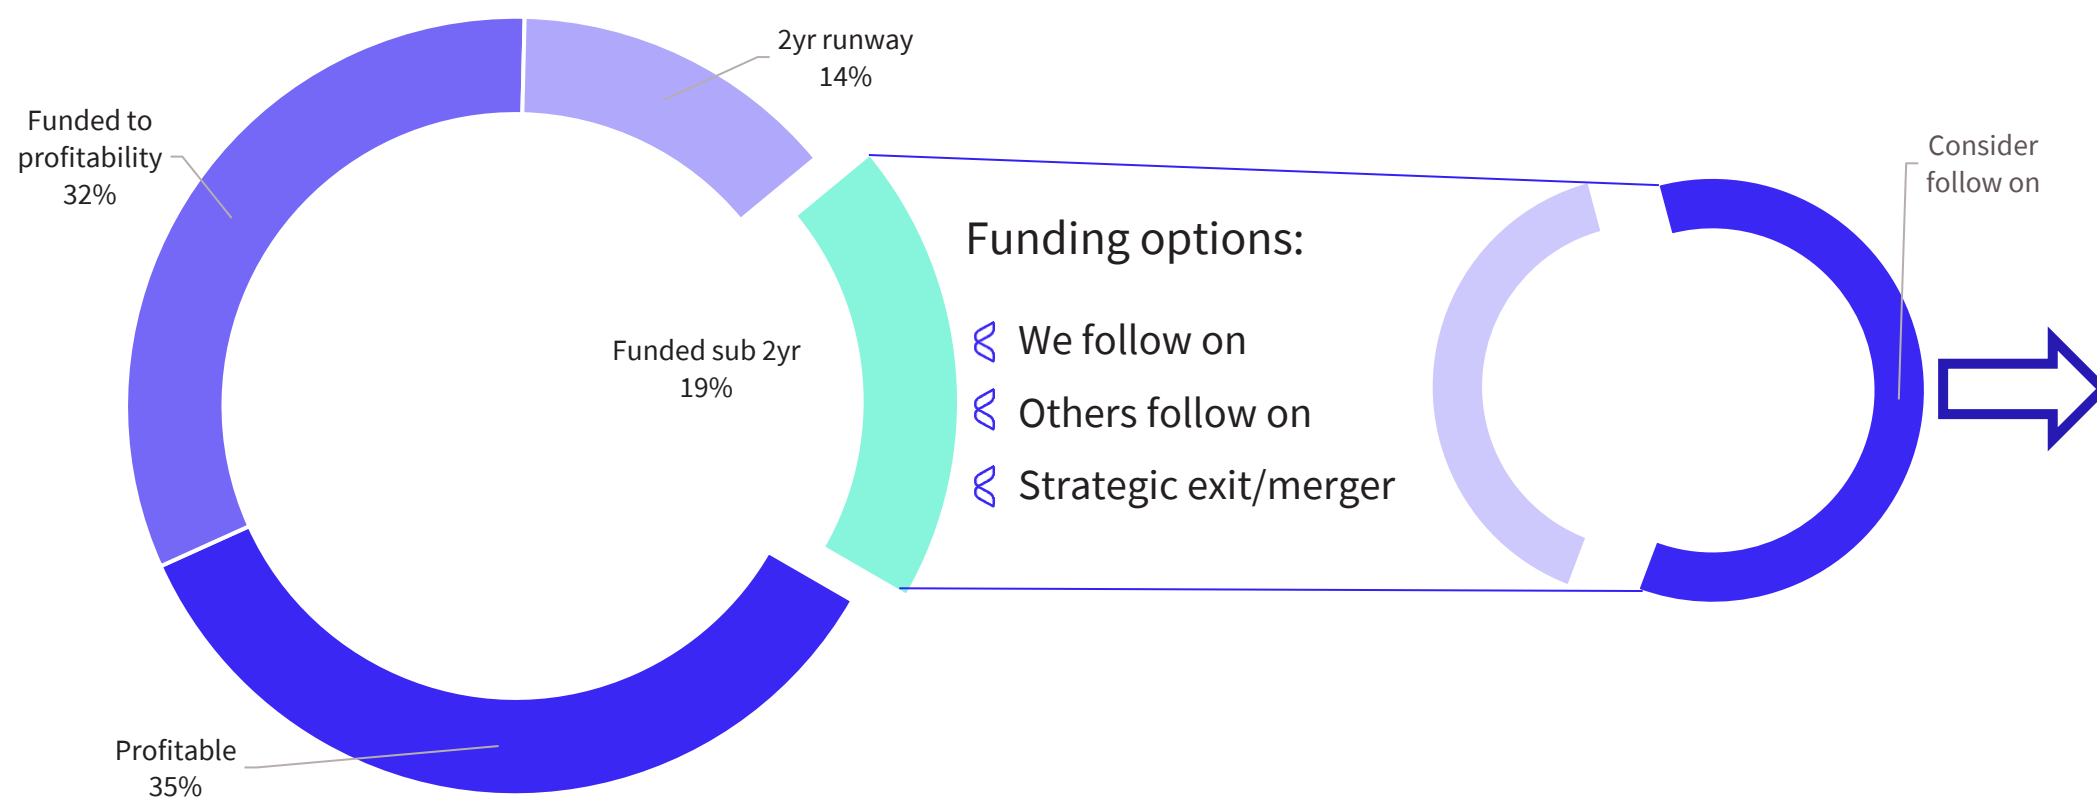 2yr runway
14%
Funded to
profitability
32%
Funded sub 2yr
19%
Profitable
35%
Funding options:
We follow on
Others follow on
Strategic exit/merger
Consider
follow on